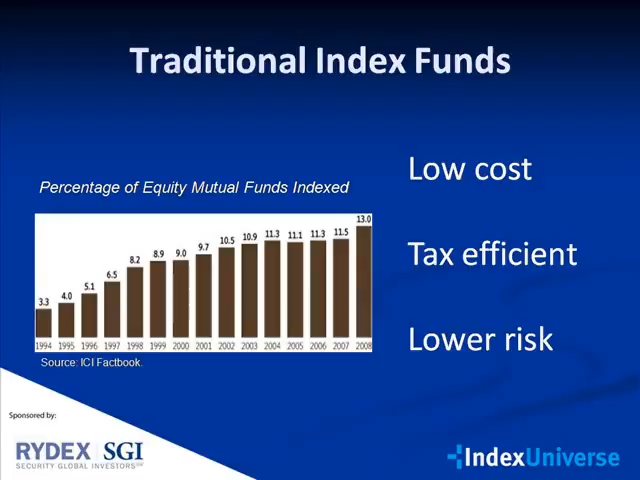 Traditional Index Funds
Percentage of Equity Mutual Funds Indexed
3.3 4.0 5.1 6.5 8.2 8.9 9.0 9.7 10.5 10.9 11.3 11.1 11.3 11.5 13.0
1994 1995 1996 1997 1998 1999 2000 2001 2002 2003 2004 2005 2006 2007 2008
Source: ICI Factbook.
Low cost
Tax efficient
Lower risk
Sponsored by:
RYDEX SGI
SECURITY GLOBAL INVESTORS℠
IndexUniverse